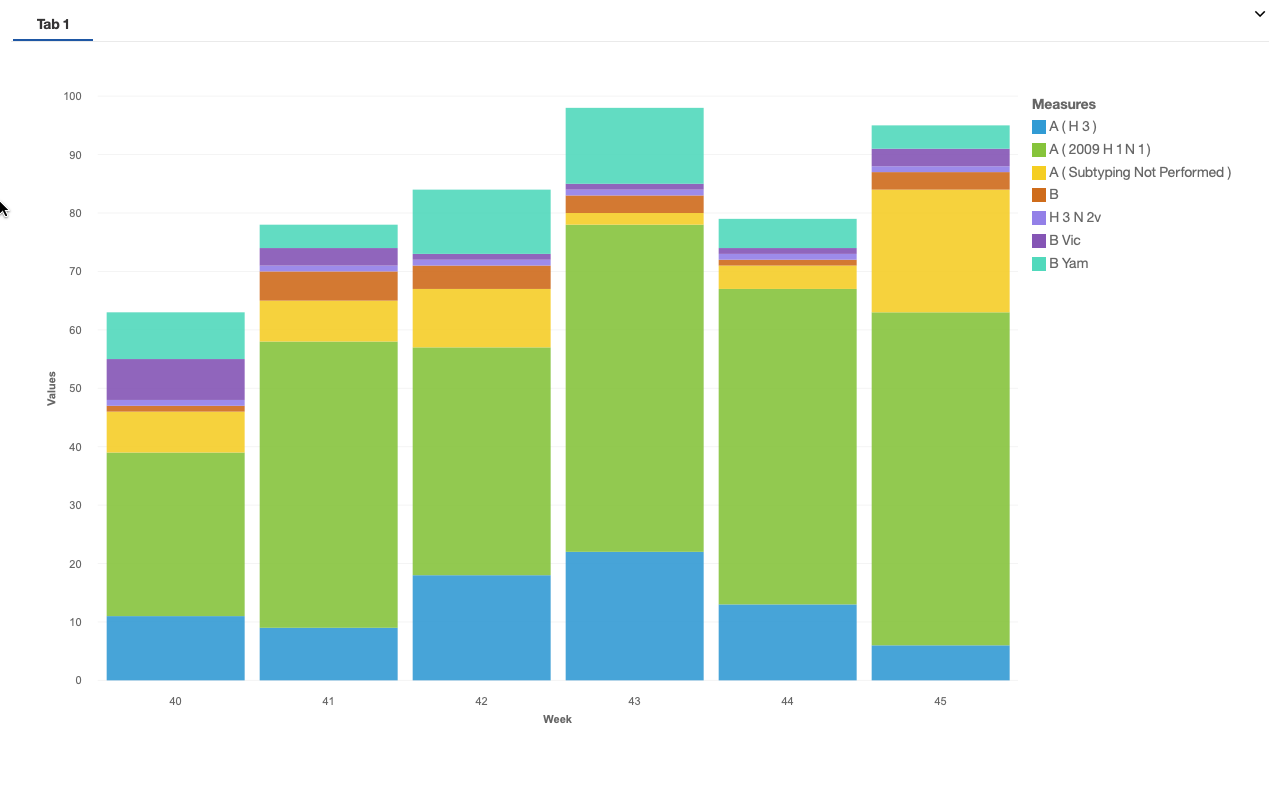 Tab 1
100
90
80
70
60
50
40
30
20
10
0
Values
40 41 42 43 44 45
Week
Measures
A ( H 3 )
A ( 2009 H 1 N 1 )
A ( Subtyping Not Performed )
B
H 3 N 2v
B Vic
B Yam